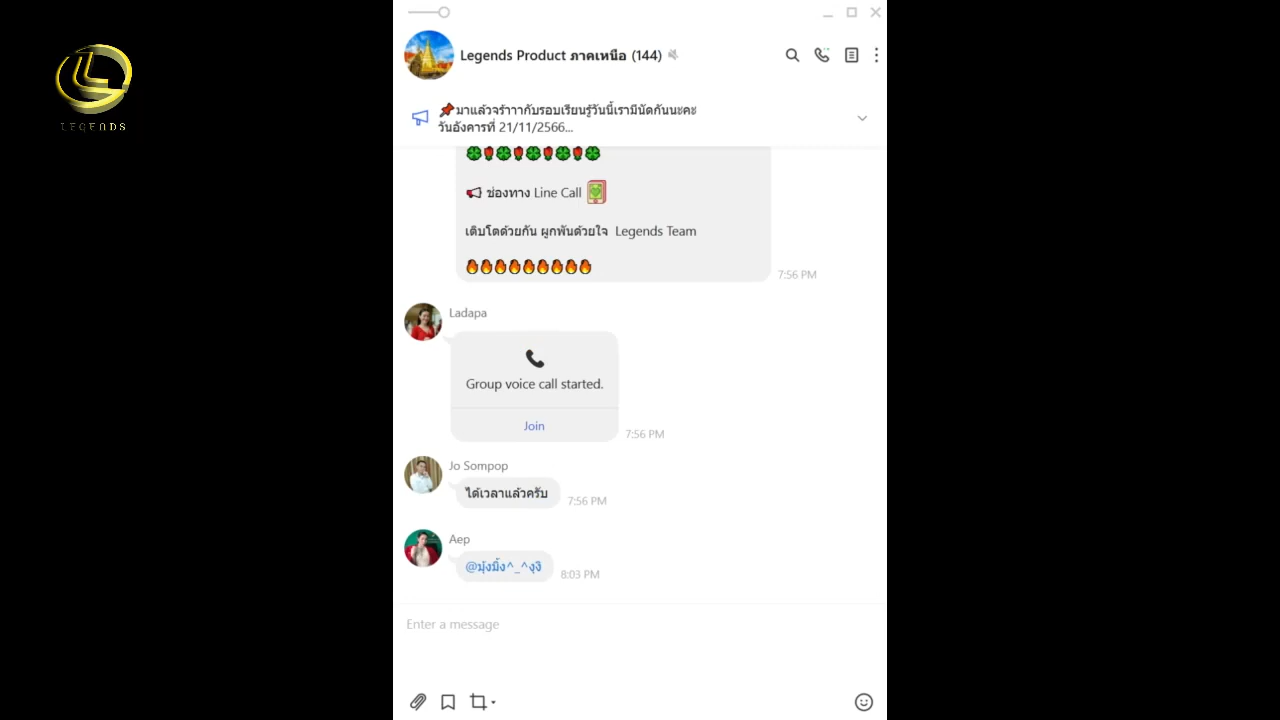 LEGENDS
Legends Product ภาคเหนือ (144)
📌มาแล้วจร้าาากับรอบเรียนรู้วันนี้เรามีนัดกันนะคะ
วันอังคารที่ 21/11/2566...
🍀🌹🍀🌹🍀🌹🍀🌹🍀
📢 ช่องทาง Line Call
เติบโตด้วยกัน ผูกพันด้วยใจ Legends Team
🔥🔥🔥🔥🔥🔥🔥🔥🔥
7:56 PM
Ladapa
Group voice call started.
Join
7:56 PM
Jo Sompop
ได้เวลาแล้วครับ
7:56 PM
Aep
@มุ้งมิ้ง^_^งุงิ
8:03 PM
Enter a message